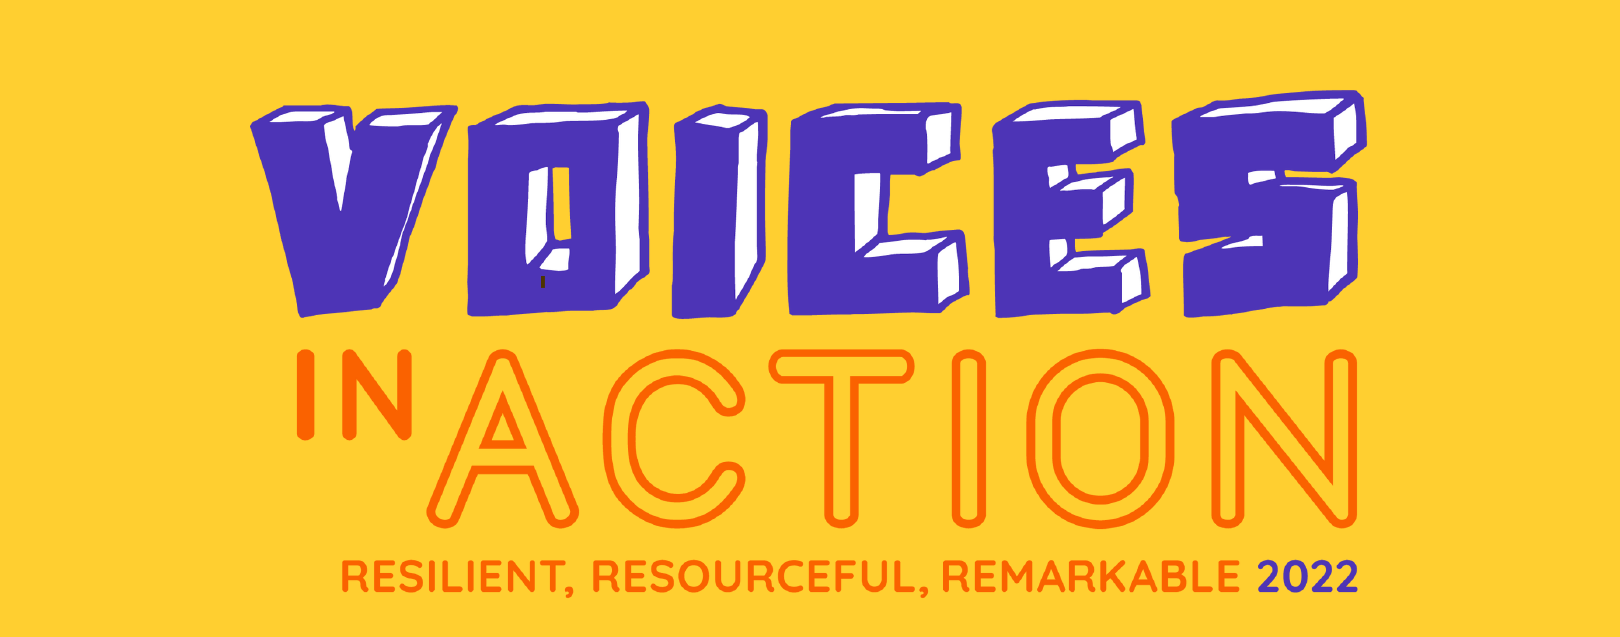 VOICES
IN ACTION
RESILIENT, RESOURCEFUL, REMARKABLE 2022